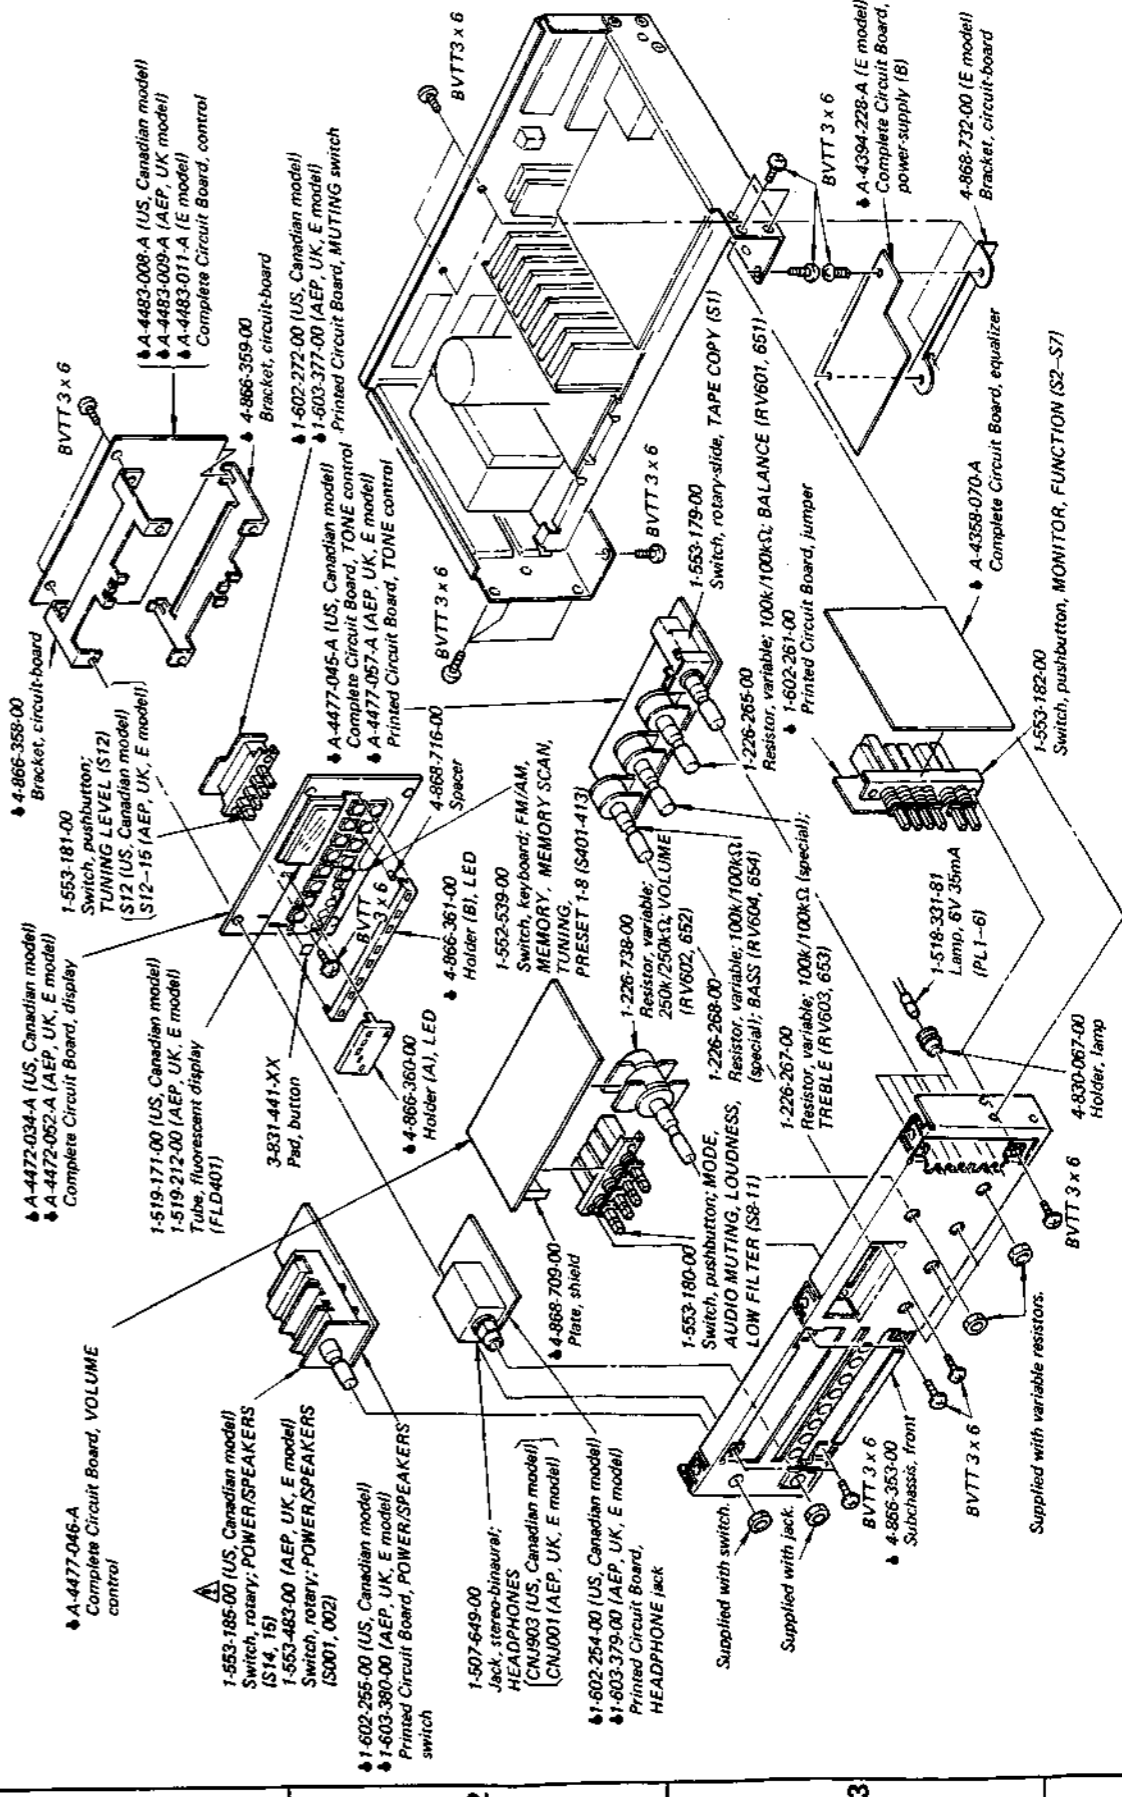 ♦A-4477-046-A
Complete Circuit Board, VOLUME
control
1-553-185-00 (US, Canadian model)
Switch, rotary; POWER/SPEAKERS
(S14, 15)
1-553-483-00 (AEP, UK, E model)
Switch, rotary; POWER/SPEAKERS
(S001, 002)
♦1-602-255-00 (US, Canadian model)
♦1-603-380-00 (AEP, UK, E model)
Printed Circuit Board, POWER/SPEAKERS
switch
1-507-649-00
Jack, stereo-binaural;
HEADPHONES
(CNJ903 (US, Canadian model))
(CNJ001 (AEP, UK, E model))
♦1-602-254-00 (US, Canadian model)
♦1-603-379-00 (AEP, UK, E model)
Printed Circuit Board,
HEADPHONE jack
Supplied with switch.
Supplied with jack.
BVTT 3 x 6
♦ 4-866-353-00
Subchassis, front
BVTT 3 x 6
Supplied with variable resistors.
♦A-4472-034-A (US, Canadian model)
♦A-4472-052-A (AEP, UK, E model)
Complete Circuit Board, display
1-519-171-00 (US, Canadian model)
1-519-212-00 (AEP, UK, E model)
Tube, fluorescent display
(FLD401)
3-831-441-XX
Pad, button
♦4-866-360-00
Holder (A), LED
♦4-868-709-00
Plate, shield
1-553-180-00
Switch, pushbutton; MODE,
AUDIO MUTING, LOUDNESS,
LOW FILTER (S8-11)
♦ 4-866-358-00
Bracket, circuit-board
1-553-181-00
Switch, pushbutton;
TUNING LEVEL (S12)
(S12 (US, Canadian model)
S12–15 (AEP, UK, E model))
BVTT
3 x 6
♦ 4-866-361-00
Holder (B), LED
4-868-716-00
Spacer
1-552-539-00
Switch, keyboard; FM/AM,
MEMORY, MEMORY SCAN,
TUNING,
PRESET 1-8 (S401-413)
1-226-738-00
Resistor, variable;
250k/250kΩ; VOLUME
(RV602, 652)
1-226-268-00
Resistor, variable; 100k/100kΩ
(special); BASS (RV604, 654)
1-226-267-00
Resistor, variable; 100k/100kΩ (special);
TREBLE (RV603, 653)
BVTT 3 x 6
4-830-067-00
Holder, lamp
1-518-331-81
Lamp, 6V 35mA
(PL1–6)
BVTT 3 x 6
♦A-4483-008-A (US, Canadian model)
♦A-4483-009-A (AEP, UK model)
♦A-4483-011-A (E model)
Complete Circuit Board, control
♦ 4-866-359-00
Bracket, circuit-board
♦1-602-272-00 (US, Canadian model)
♦1-603-377-00 (AEP, UK, E model)
Printed Circuit Board, MUTING switch
♦A-4477-045-A (US, Canadian model)
Complete Circuit Board, TONE control
♦A-4477-057-A (AEP, UK, E model)
Printed Circuit Board, TONE control
BVTT 3 x 6
BVTT3 x 6
BVTT 3 x 6
1-553-179-00
Switch, rotary-slide, TAPE COPY (S1)
1-226-265-00
Resistor, variable; 100k/100kΩ; BALANCE (RV601, 651)
♦ 1-602-261-00
Printed Circuit Board, jumper
BVTT 3 x 6
♦A-4394-228-A (E model)
Complete Circuit Board,
power-supply (B)
4-868-732-00 (E model)
Bracket, circuit-board
♦ A-4358-070-A
Complete Circuit Board, equalizer
1-553-182-00
Switch, pushbutton, MONITOR, FUNCTION (S2–S7)
2
3